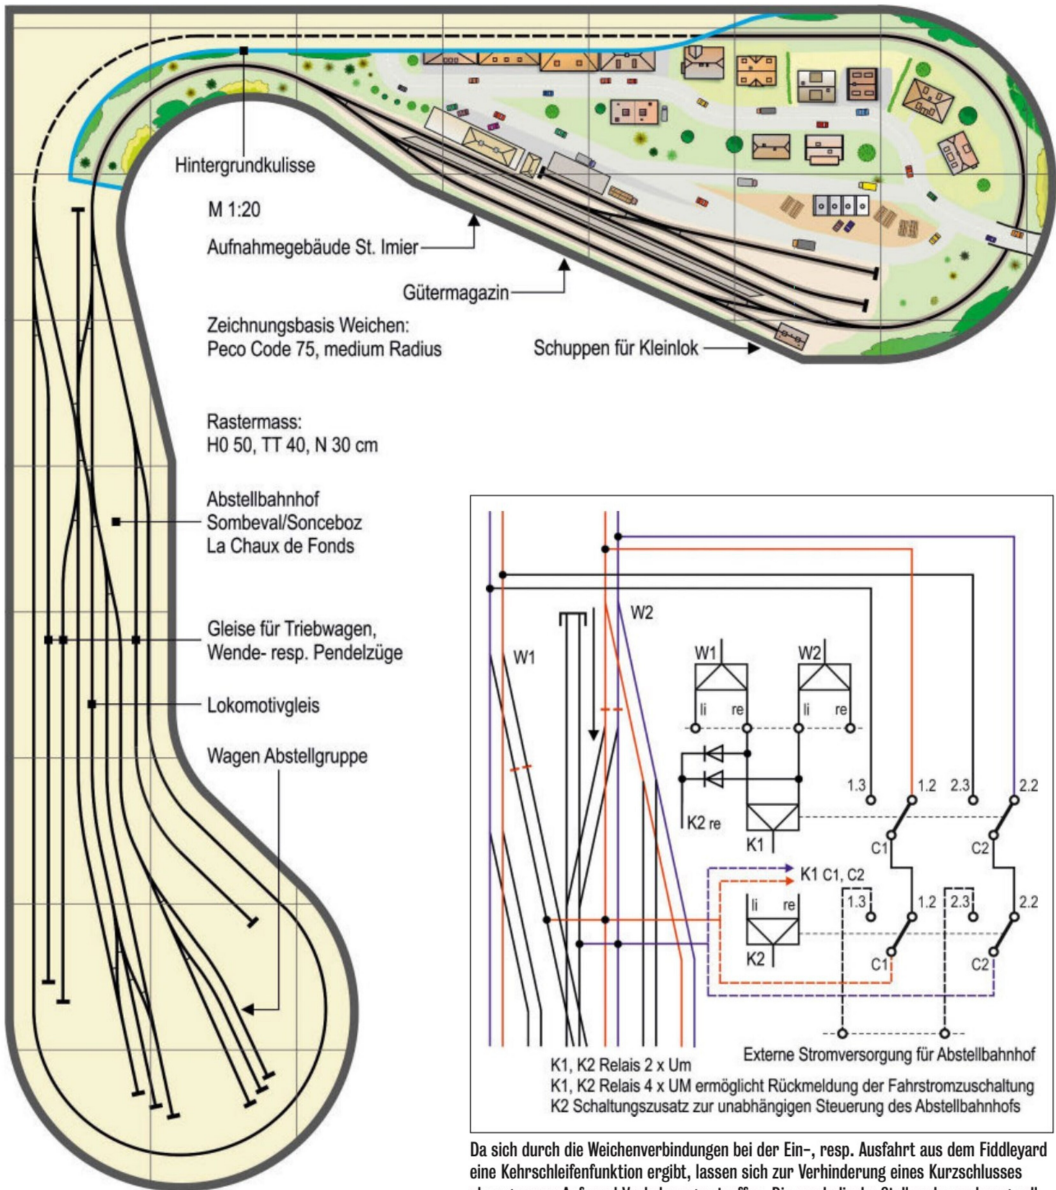 Hintergrundkulisse
M 1:20
Aufnahmegebäude St. Imier
Gütermagazin
Zeichnungsbasis Weichen:
Peco Code 75, medium Radius
Schuppen für Kleinlok
Rastermass:
H0 50, TT 40, N 30 cm
Abstellbahnhof
Sombeval/Sonceboz
La Chaux de Fonds
Gleise für Triebwagen,
Wende- resp. Pendelzüge
Lokomotivgleis
Wagen Abstellgruppe
W1
W2
W1
W2
li re
li re
K2 re
K1
1.3 1.2 2.3 2.2
C1 C2
K1 C1, C2
li re
K2
1.3 1.2 2.3 2.2
C1 C2
Externe Stromversorgung für Abstellbahnhof
K1, K2 Relais 2 x Um
K1, K2 Relais 4 x UM ermöglicht Rückmeldung der Fahrstromzuschaltung
K2 Schaltungszusatz zur unabhängigen Steuerung des Abstellbahnhofs
Da sich durch die Weichenverbindungen bei der Ein-, resp. Ausfahrt aus dem Fiddleyard
eine Kehrschleifenfunktion ergibt, lassen sich zur Verhinderung eines Kurzschlusses